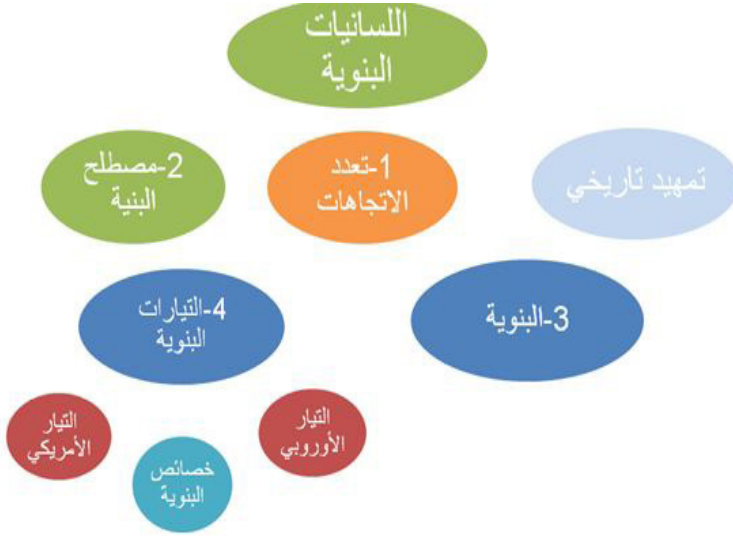 اللسانيات
البنوية
تمهيد تاريخي
1-تعدد
الاتجاهات
2-مصطلح
البنية
3-البنوية
4-التيارات
البنوية
التيار
الأوروبي
التيار
الأمريكي
خصائص
البنوية